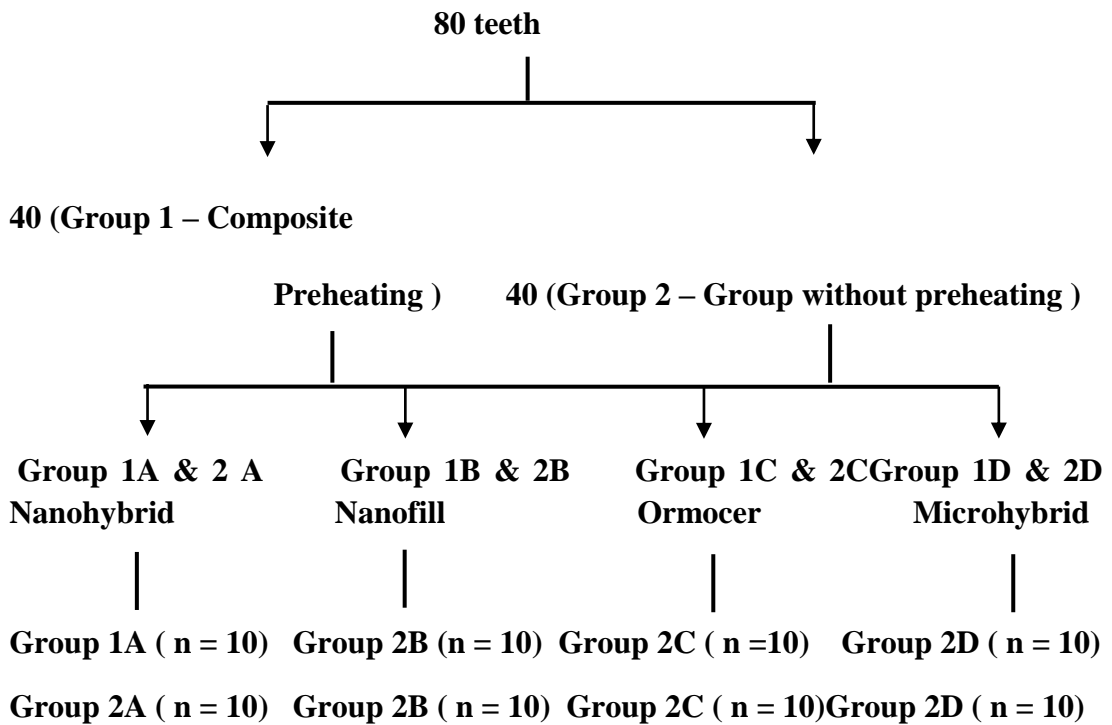 80 teeth
40 (Group 1 – Composite
Preheating ) 40 (Group 2 – Group without preheating )
Group 1A & 2 A Group 1B & 2B Group 1C & 2CGroup 1D & 2D
Nanohybrid Nanofill Ormocer Microhybrid
Group 1A ( n = 10) Group 2B (n = 10) Group 2C ( n =10) Group 2D ( n = 10)
Group 2A ( n = 10) Group 2B ( n = 10) Group 2C ( n = 10)Group 2D ( n = 10)